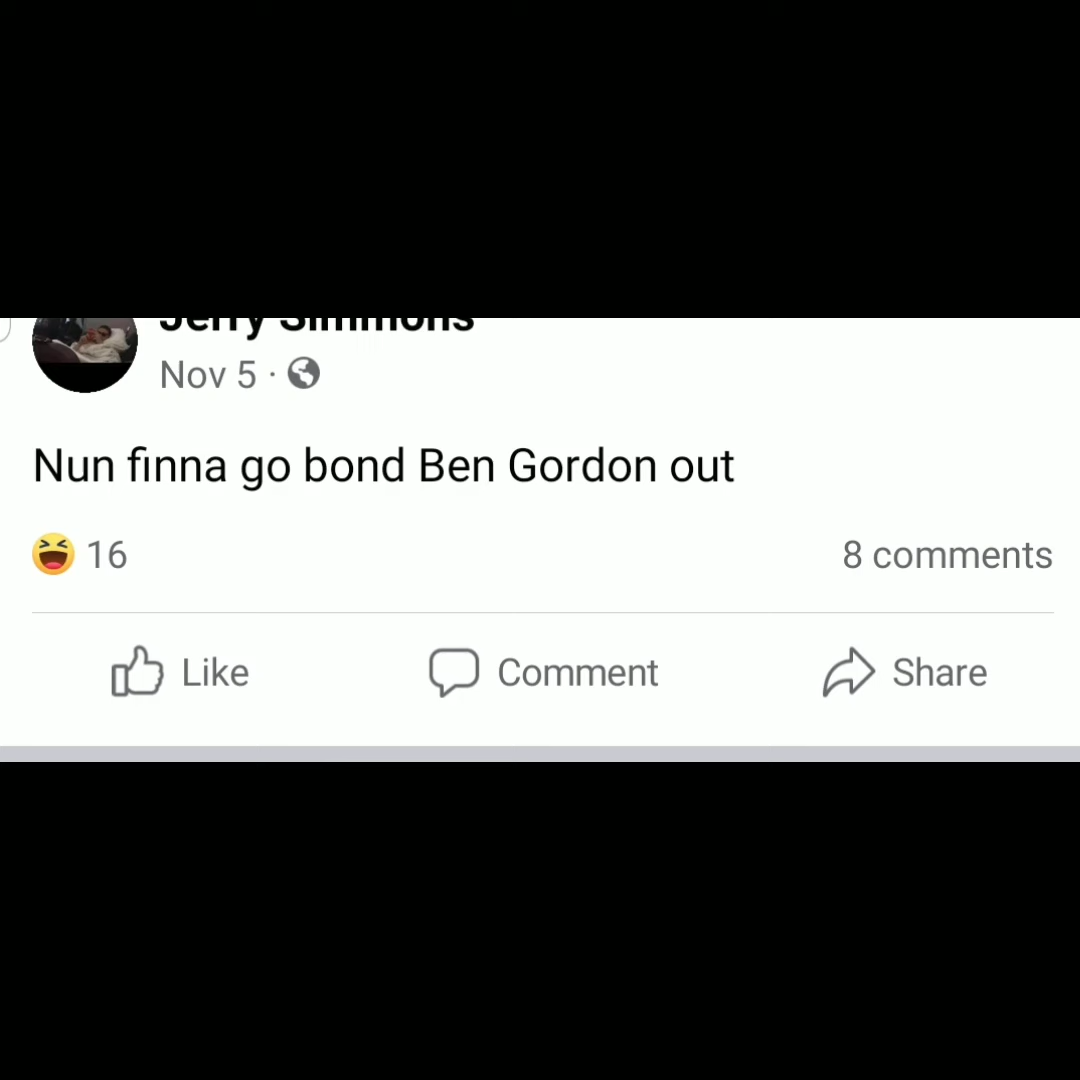 Jerry Simmons
Nov 5 ·
Nun finna go bond Ben Gordon out
16
8 comments
Like
Comment
Share